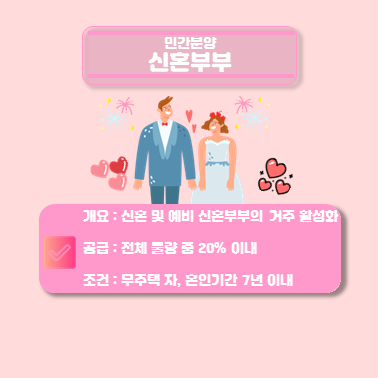 민간분양
신혼부부
개요 : 신혼 및 예비 신혼부부의 거주 활성화
공급 : 전체 물량 중 20% 이내
조건 : 무주택 자, 혼인기간 7년 이내